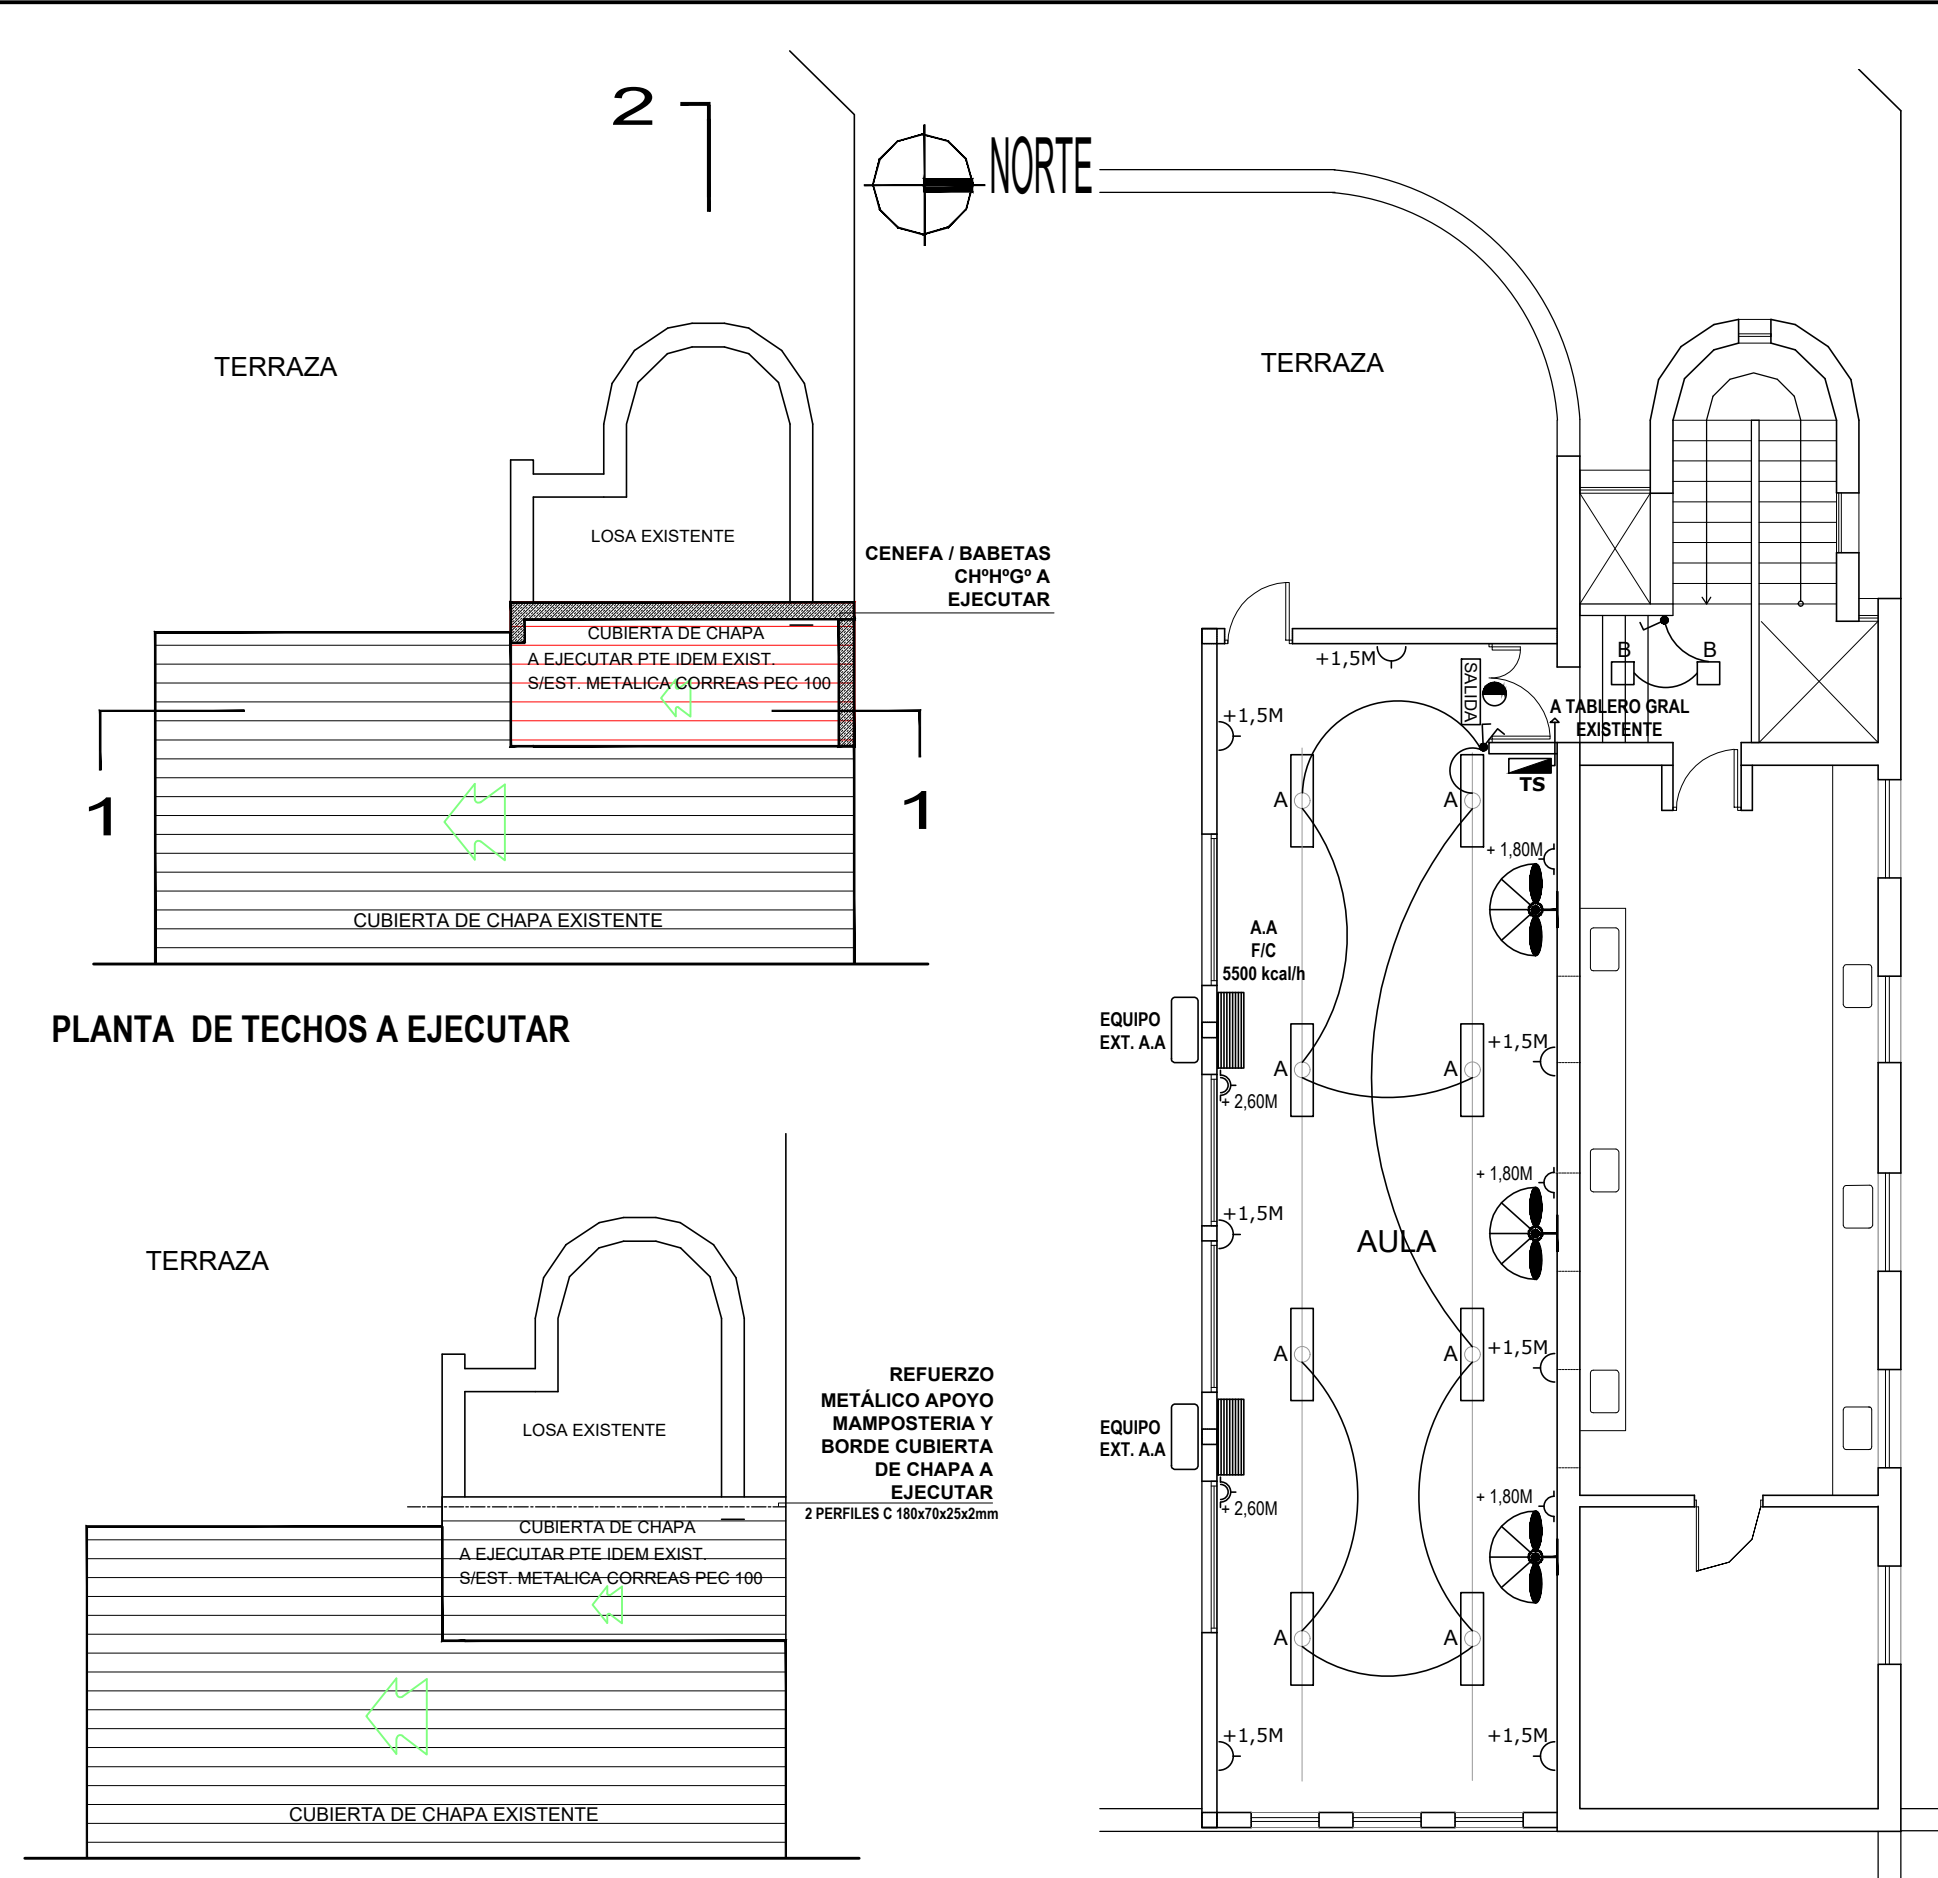 2
NORTE
TERRAZA
LOSA EXISTENTE
CENEFA / BABETAS
CHºHºGº A
EJECUTAR
CUBIERTA DE CHAPA
A EJECUTAR PTE IDEM EXIST.
S/EST. METALICA CORREAS PEC 100
1
1
CUBIERTA DE CHAPA EXISTENTE
PLANTA DE TECHOS A EJECUTAR
TERRAZA
LOSA EXISTENTE
REFUERZO
METÁLICO APOYO
MAMPOSTERIA Y
BORDE CUBIERTA
DE CHAPA A
EJECUTAR
2 PERFILES C 180x70x25x2mm
CUBIERTA DE CHAPA
A EJECUTAR PTE IDEM EXIST.
S/EST. METALICA CORREAS PEC 100
CUBIERTA DE CHAPA EXISTENTE
TERRAZA
+1,5M
SALIDA
B
B
A TABLERO GRAL
EXISTENTE
+1,5M
TS
A
A
+ 1,80M
A.A
F/C
5500 kcal/h
EQUIPO
EXT. A.A
+1,5M
A
A
+ 2,60M
+ 1,80M
+1,5M
AULA
+1,5M
A
A
EQUIPO
EXT. A.A
+ 1,80M
+ 2,60M
A
A
+1,5M
+1,5M